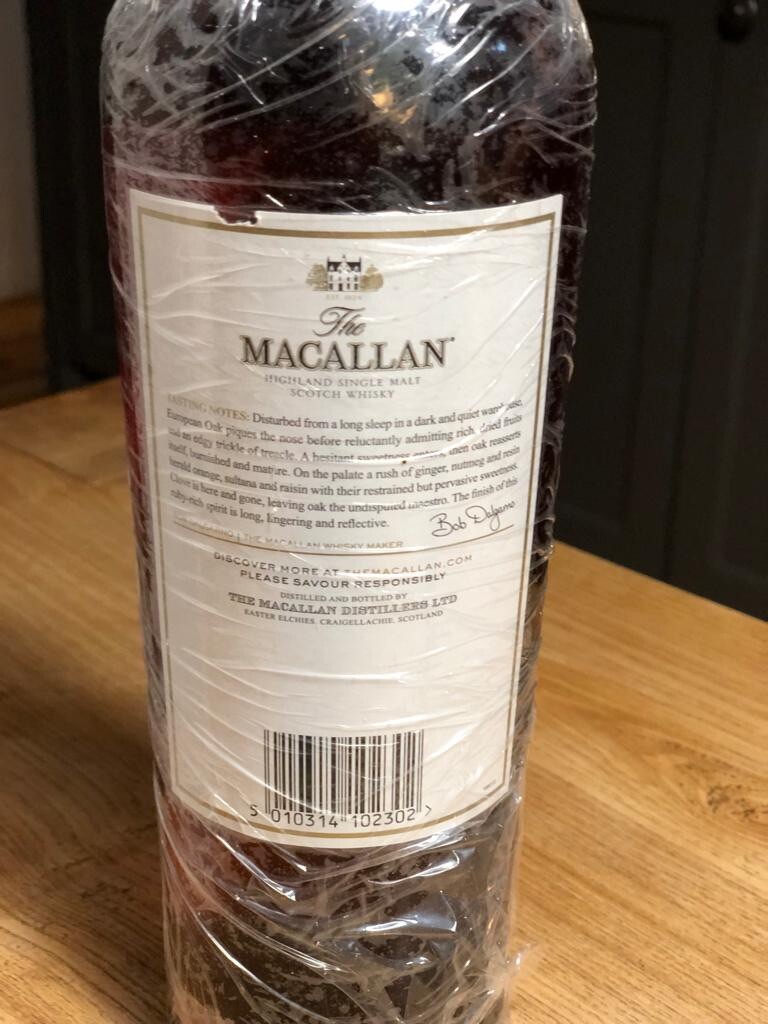 EST. 1824
The
MACALLAN
HIGHLAND SINGLE MALT
SCOTCH WHISKY
TASTING NOTES: Disturbed from a long sleep in a dark and quiet warehouse,
European Oak piques the nose before reluctantly admitting rich, dried fruits
and an edgy trickle of treacle. A hesitant sweetness enters, then oak reasserts
itself, burnished and mature. On the palate a rush of ginger, nutmeg and resin
herald orange, sultana and raisin with their restrained but pervasive sweetness.
Clove is here and gone, leaving oak the undisputed maestro. The finish of this
ruby-rich spirit is long, lingering and reflective.
Bob Dalgarno
BOB DALGARNO | THE MACALLAN WHISKY MAKER
DISCOVER MORE AT THEMACALLAN.COM
PLEASE SAVOUR RESPONSIBLY
DISTILLED AND BOTTLED BY
THE MACALLAN DISTILLERS LTD
EASTER ELCHIES, CRAIGELLACHIE, SCOTLAND
5 010314 102302 >